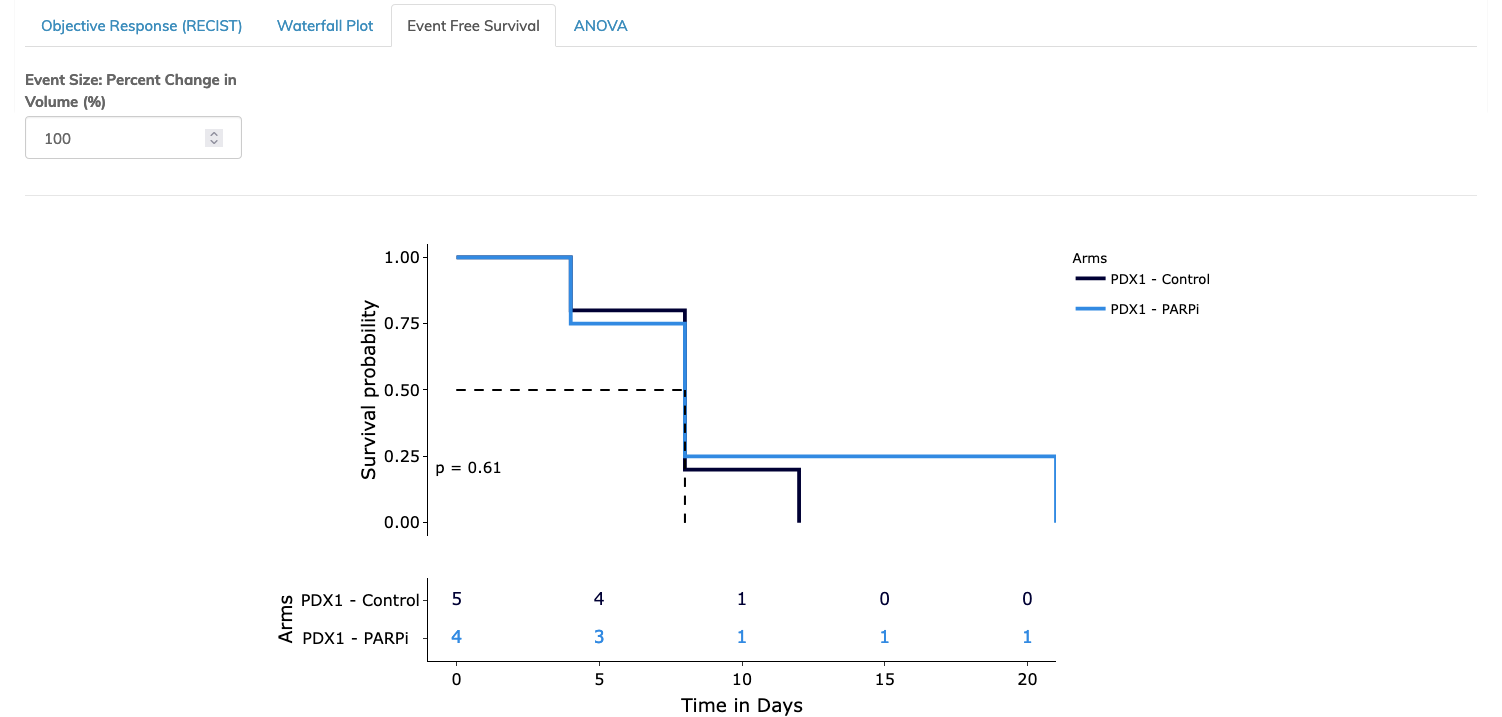 Objective Response (RECIST) Waterfall Plot Event Free Survival ANOVA
Event Size: Percent Change in
Volume (%)
100
1.00
0.75
0.50
0.25
0.00
Survival probability
p = 0.61
Arms
PDX1 - Control
PDX1 - PARPi
Arms
PDX1 - Control 5 4 1 0 0
PDX1 - PARPi 4 3 1 1 1
0 5 10 15 20
Time in Days